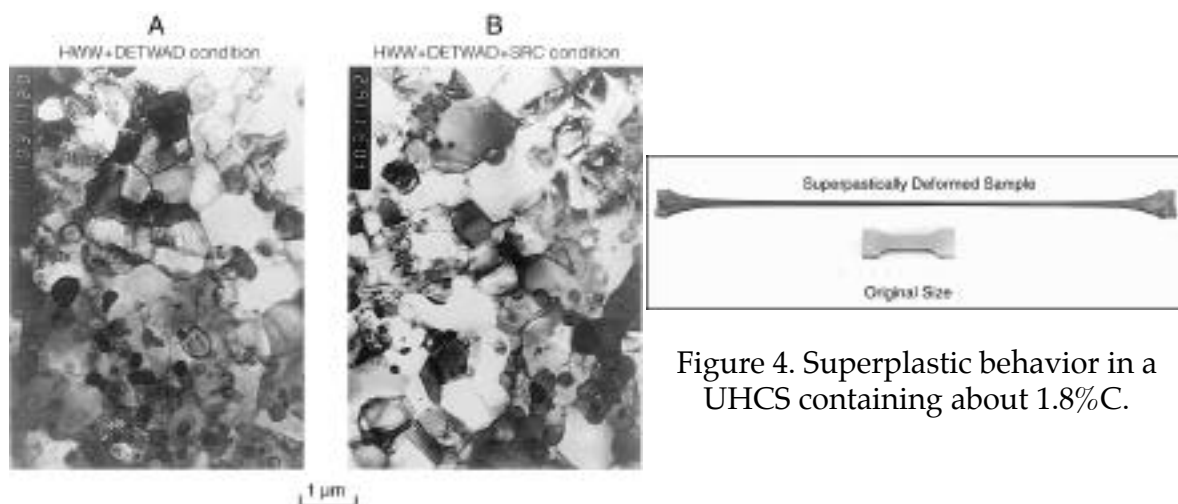 A
HWW+DETWAD condition
B
HWW+DETWAD+SRC condition
1 µm
Superpastically Deformed Sample
Original Size
Figure 4. Superplastic behavior in a
UHCS containing about 1.8%C.